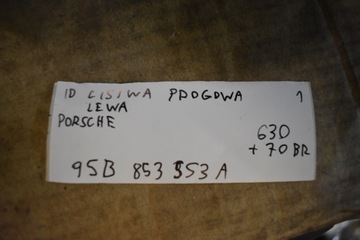 ID LISTWA PROGOWA 1
LEWA
PORSCHE
630
+ 70 BR
95B 853 553 A